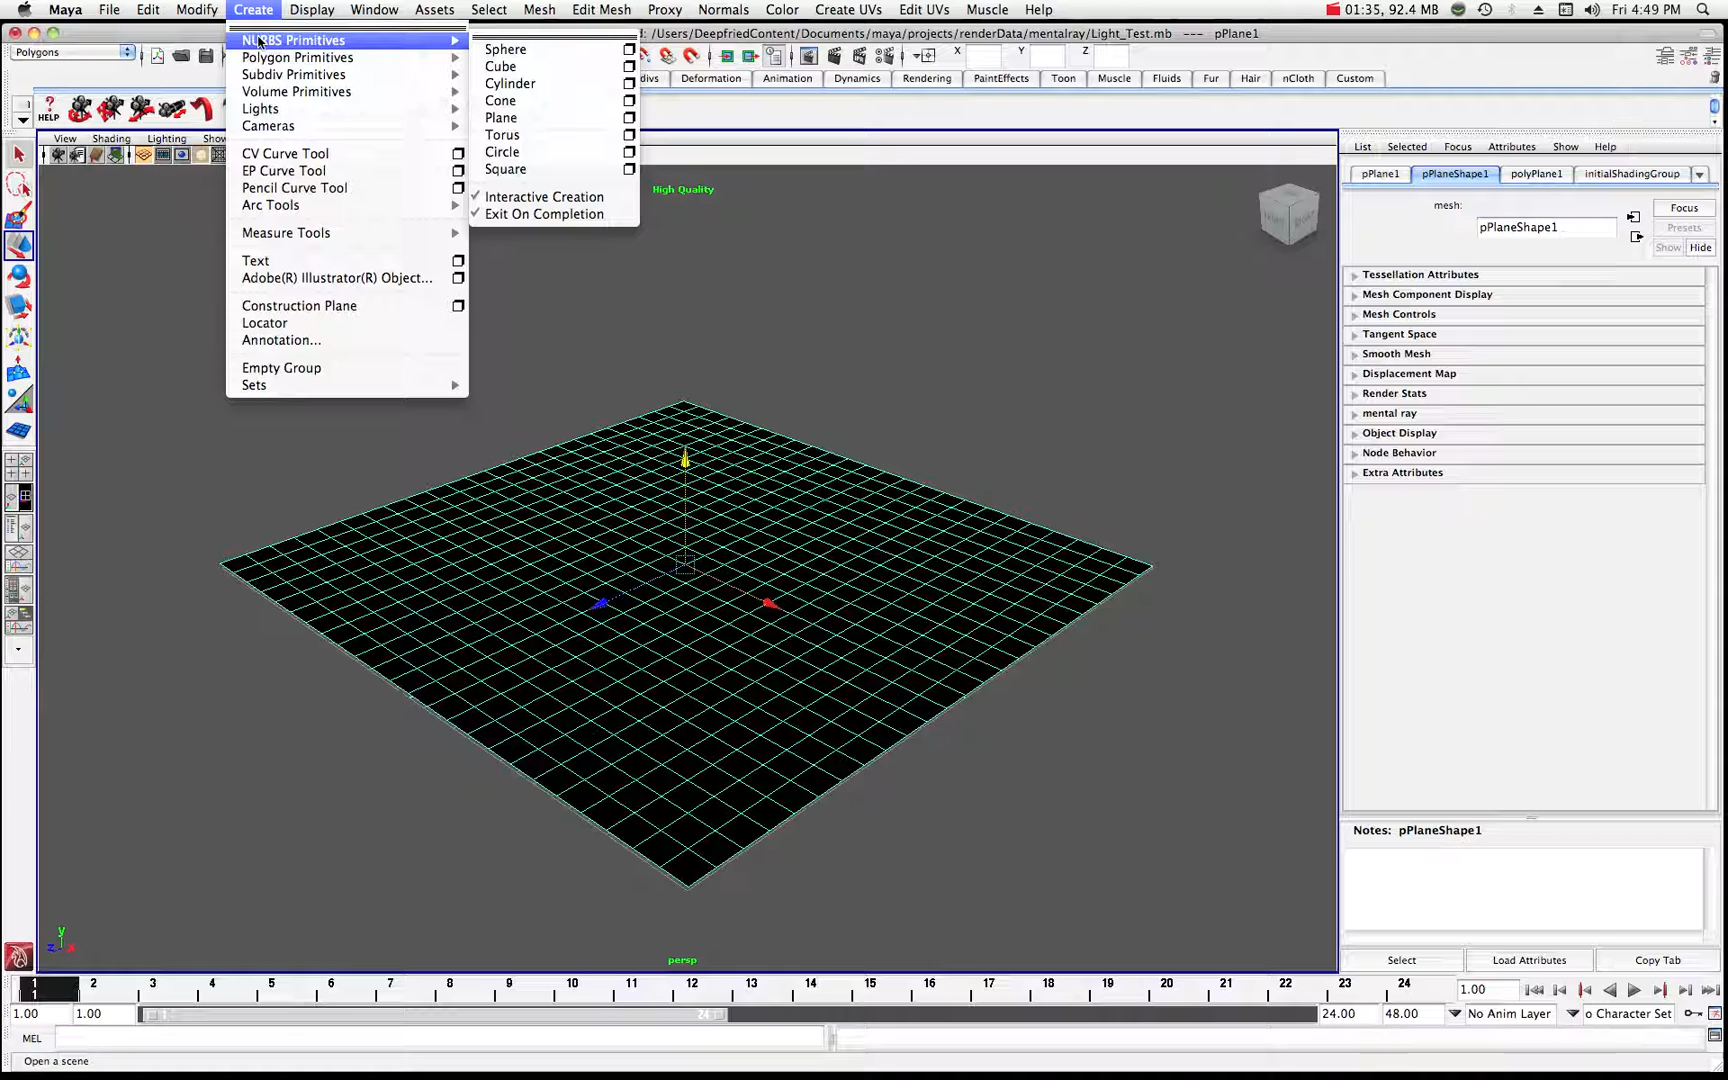 Maya File Edit Modify Create Display Window Assets Select Mesh Edit Mesh Proxy Normals Color Create UVs Edit UVs Muscle Help 01:35, 92.4 MB Fri 4:49 PM
: /Users/DeepfriedContent/Documents/maya/projects/renderData/mentalray/Light_Test.mb --- pPlane1
Polygons X Y Z
Deformation Animation Dynamics Rendering PaintEffects Toon Muscle Fluids Fur Hair nCloth Custom
HELP
View Shading Lighting
NURBS Primitives
Polygon Primitives
Subdiv Primitives
Volume Primitives
Lights
Cameras
CV Curve Tool
EP Curve Tool
Pencil Curve Tool
Arc Tools
Measure Tools
Text
Adobe(R) Illustrator(R) Object...
Construction Plane
Locator
Annotation...
Empty Group
Sets
Sphere
Cube
Cylinder
Cone
Plane
Torus
Circle
Square
Interactive Creation
Exit On Completion
High Quality
List Selected Focus Attributes Show Help
pPlane1 pPlaneShape1 polyPlane1 initialShadingGroup
mesh: pPlaneShape1
Focus
Presets
Show Hide
Tessellation Attributes
Mesh Component Display
Mesh Controls
Tangent Space
Smooth Mesh
Displacement Map
Render Stats
mental ray
Object Display
Node Behavior
Extra Attributes
Notes: pPlaneShape1
Select Load Attributes Copy Tab
y
z x
persp
1 2 3 4 5 6 7 8 9 10 11 12 13 14 15 16 17 18 19 20 21 22 23 24
1 1.00
1.00 1.00 1 24 24.00 48.00 No Anim Layer o Character Set
MEL
Open a scene